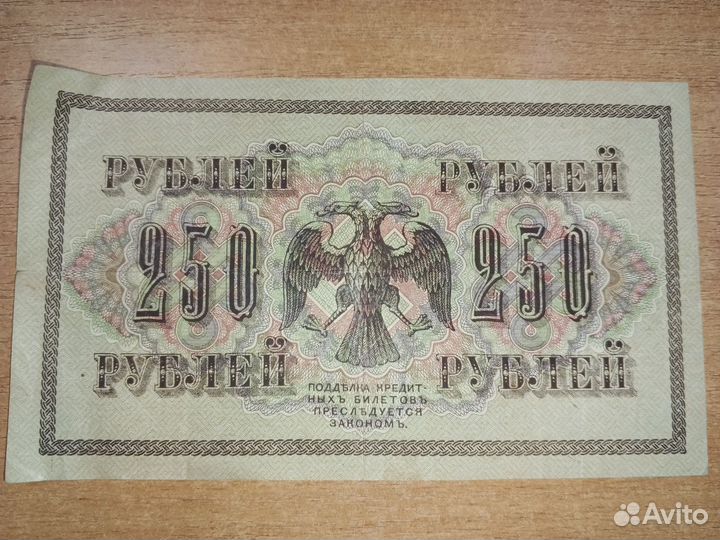 РУБЛЕЙ РУБЛЕЙ
250 250
РУБЛЕЙ РУБЛЕЙ
ПОДДѢЛКА КРЕДИТ-
НЫХЪ БИЛЕТОВЪ
ПРЕСЛѢДУЕТСЯ
ЗАКОНОМЪ.
Avito